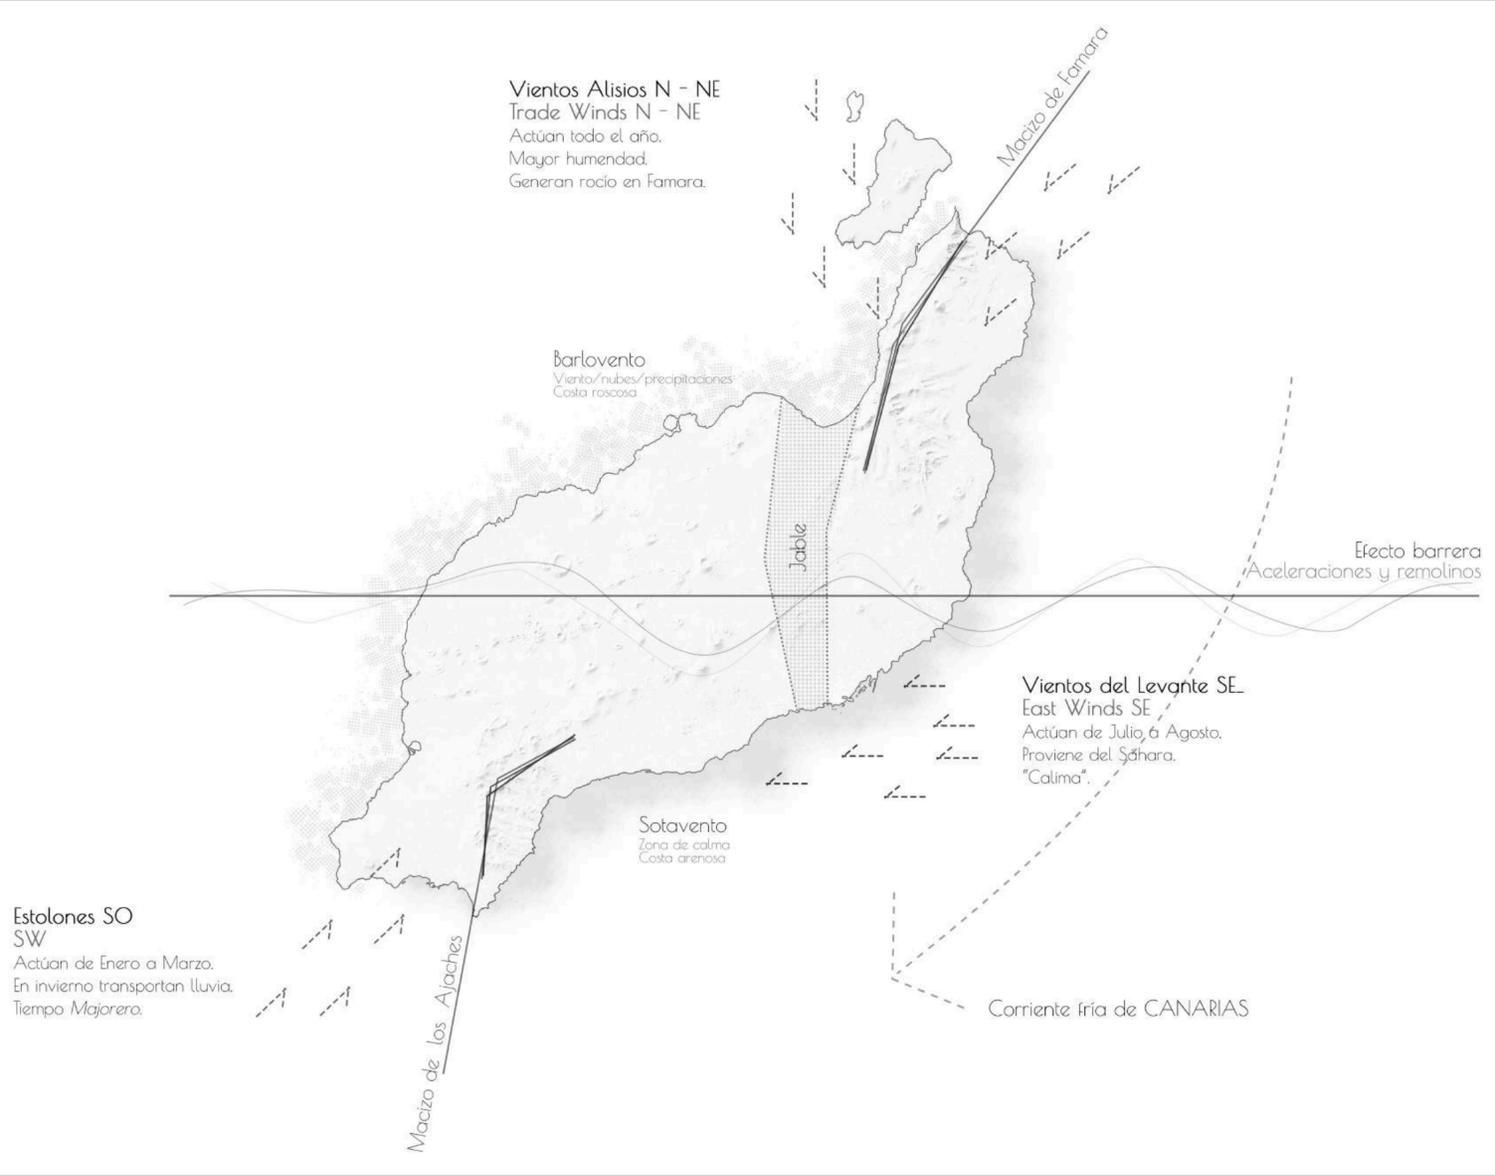 Macizo de Famara
Vientos Alisios N - NE
Trade Winds N - NE
Actúan todo el año.
Mayor humendad.
Generan rocío en Famara.
Barlovento
Viento/nubes/precipitaciones
Costa roscosa
Jable
Efecto barrera
Aceleraciones y remolinos
Vientos del Levante SE_
East Winds SE
Actúan de Julio a Agosto.
Proviene del Sáhara.
"Calima".
Sotavento
Zona de calma
Costa arenosa
Estolones SO
SW
Actúan de Enero a Marzo.
En invierno transportan lluvia.
Tiempo Majorero.
Macizo de los Ajaches
Corriente fría de CANARIAS